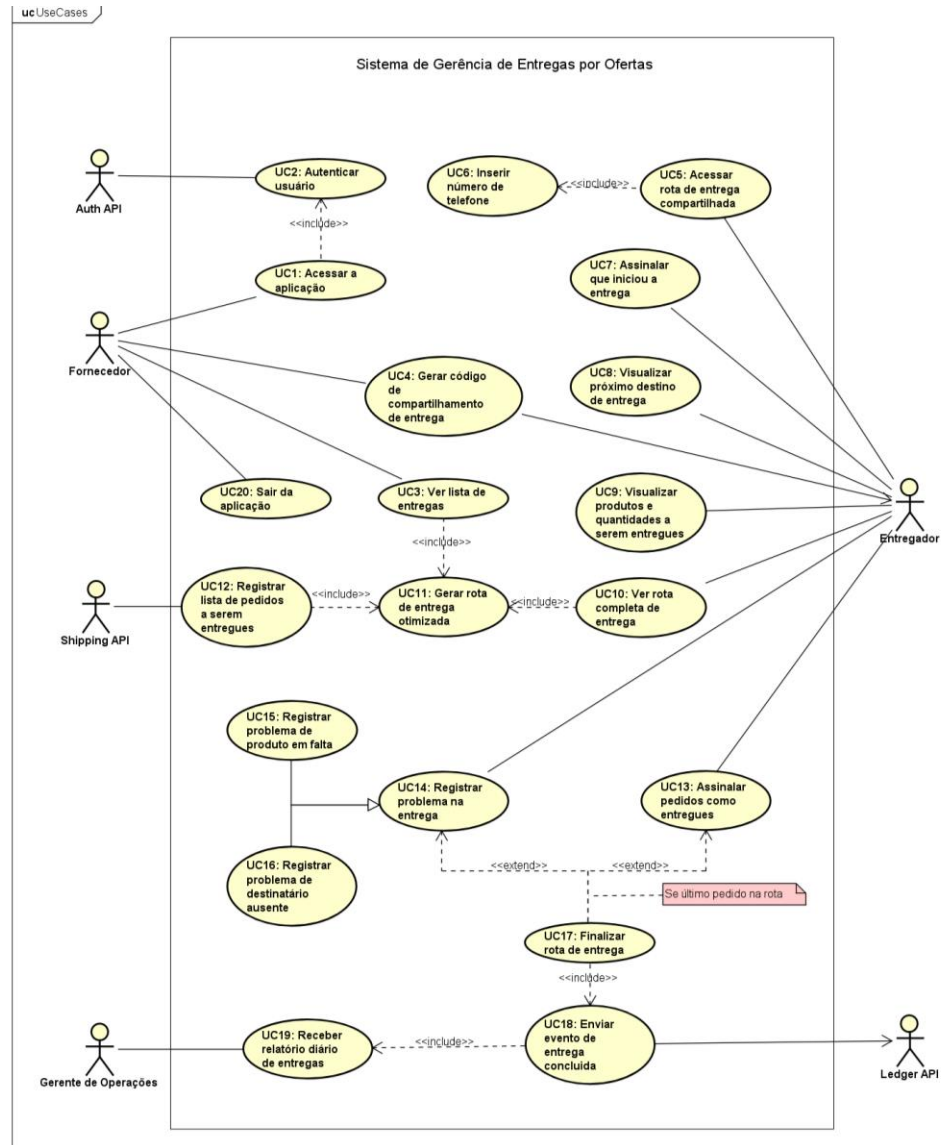 uc UseCases
Sistema de Gerência de Entregas por Ofertas
Auth API
UC2: Autenticar
usuário
UC6: Inserir
número de
telefone
<<include>>
UC5: Acessar
rota de entrega
compartilhada
<<include>>
UC1: Acessar a
aplicação
UC7: Assinalar
que iniciou a
entrega
Fornecedor
UC4: Gerar código
de
compartilhamento
de entrega
UC8: Visualizar
próximo destino
de entrega
UC20: Sair da
aplicação
UC3: Ver lista de
entregas
UC9: Visualizar
produtos e
quantidades a
serem entregues
Entregador
<<include>>
Shipping API
UC12: Registrar
lista de pedidos
a serem
entregues
<<include>>
UC11: Gerar rota
de entrega
otimizada
<<include>>
UC10: Ver rota
completa de
entrega
UC15: Registrar
problema de
produto em falta
UC14: Registrar
problema na
entrega
UC13: Assinalar
pedidos como
entregues
UC16: Registrar
problema de
destinatário
ausente
<<extend>>
<<extend>>
Se último pedido na rota
UC17: Finalizar
rota de entrega
<<include>>
Gerente de Operações
UC19: Receber
relatório diário
de entregas
<<include>>
UC18: Enviar
evento de
entrega
concluida
Ledger API